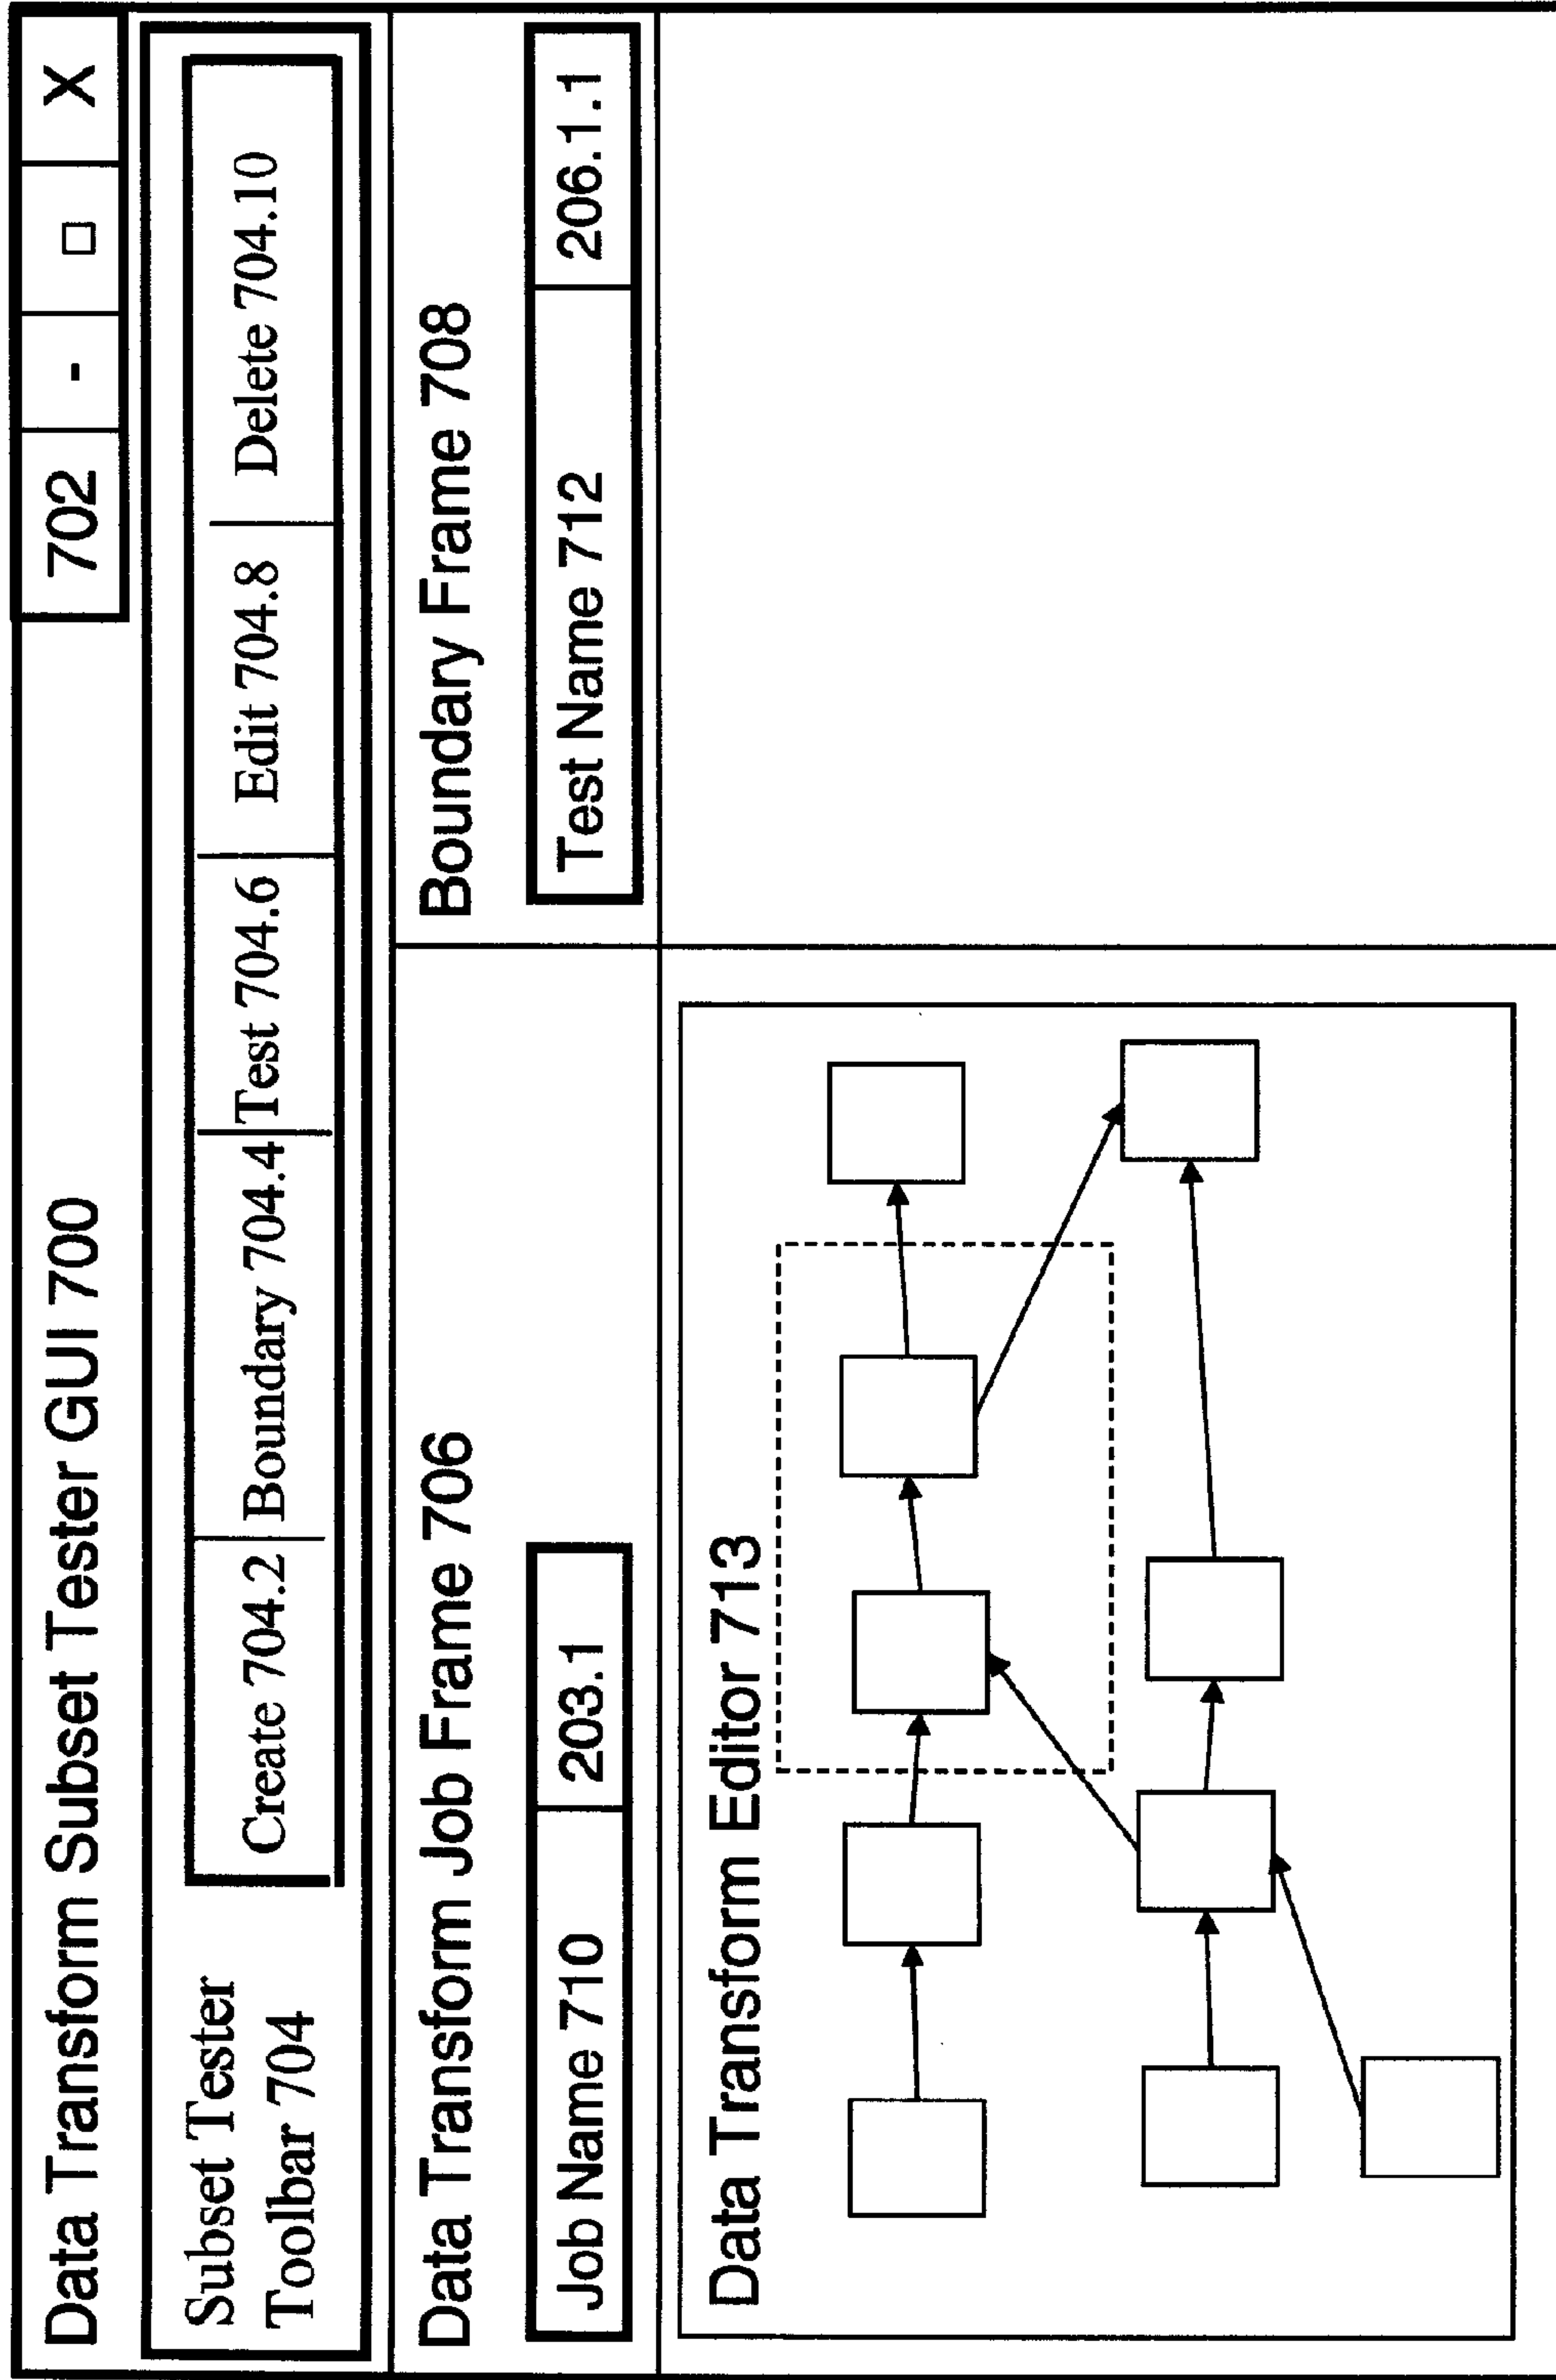 Data Transform Subset Tester GUI 700
702 - □ X
Subset Tester
Toolbar 704
Create 704.2 Boundary 704.4 Test 704.6 Edit 704.8 Delete 704.10
Data Transform Job Frame 706
Boundary Frame 708
Job Name 710 203.1
Test Name 712 206.1.1
Data Transform Editor 713